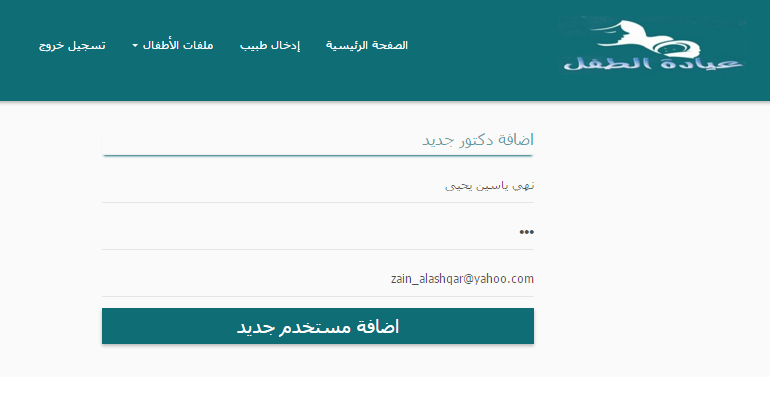 عيادة الطفل
الصفحة الرئيسية إدخال طبيب ملفات الأطفال تسجيل خروج
اضافة دكتور جديد
نهي ياسين يحيى
•••
zain_alashqar@yahoo.com
اضافة مستخدم جديد